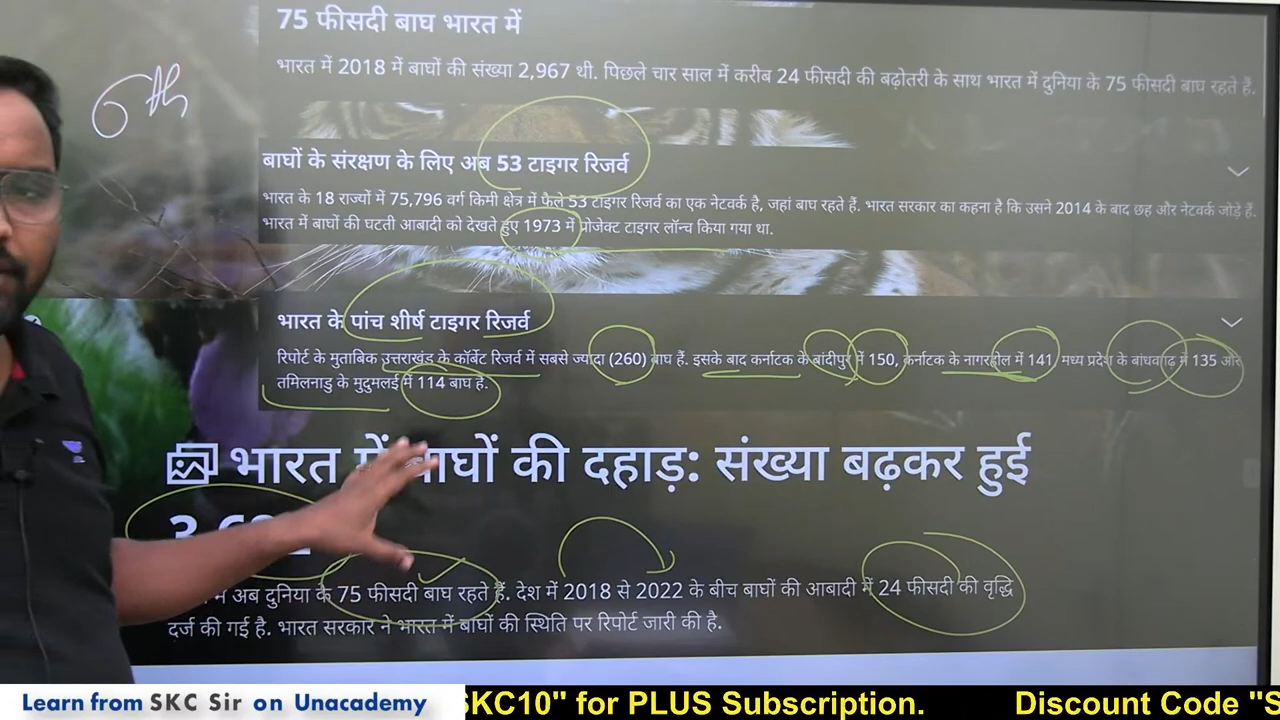 75 फीसदी बाघ भारत में
भारत में 2018 में बाघों की संख्या 2,967 थी. पिछले चार साल में करीब 24 फीसदी की बढ़ोतरी के साथ भारत में दुनिया के 75 फीसदी बाघ रहते हैं.
6th
बाघों के संरक्षण के लिए अब 53 टाइगर रिजर्व
भारत के 18 राज्यों में 75,796 वर्ग किमी क्षेत्र में फैले 53 टाइगर रिजर्व का एक नेटवर्क है, जहां बाघ रहते हैं. भारत सरकार का कहना है कि उसने 2014 के बाद छह और नेटवर्क जोड़े हैं.
भारत में बाघों की घटती आबादी को देखते हुए 1973 में प्रोजेक्ट टाइगर लॉन्च किया गया था.
भारत के पांच शीर्ष टाइगर रिजर्व
रिपोर्ट के मुताबिक उत्तराखंड के कॉर्बेट रिजर्व में सबसे ज्यादा (260) बाघ हैं. इसके बाद कर्नाटक के बांदीपुर में 150, कर्नाटक के नागरहोल में 141, मध्य प्रदेश के बांधवगढ़ में 135 और
तमिलनाडु के मुदुमलई में 114 बाघ हैं.
भारत में बाघों की दहाड़: संख्या बढ़कर हुई
में अब दुनिया के 75 फीसदी बाघ रहते हैं. देश में 2018 से 2022 के बीच बाघों की आबादी में 24 फीसदी की वृद्धि
दर्ज की गई है. भारत सरकार ने भारत में बाघों की स्थिति पर रिपोर्ट जारी की है.
Learn from SKC Sir on Unacademy
SKC10" for PLUS Subscription. Discount Code "S